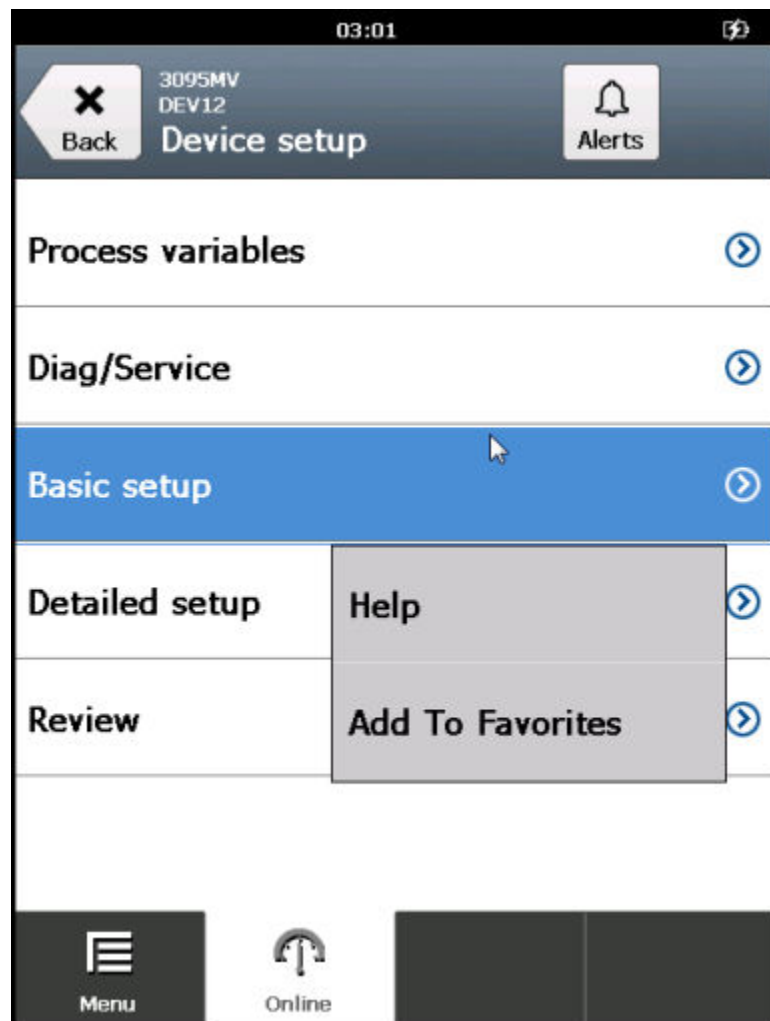 03:01
3095MV
DEV12
Device setup
Back
Alerts
Process variables
Diag/Service
Basic setup
Detailed setup
Help
Review
Add To Favorites
Menu
Online